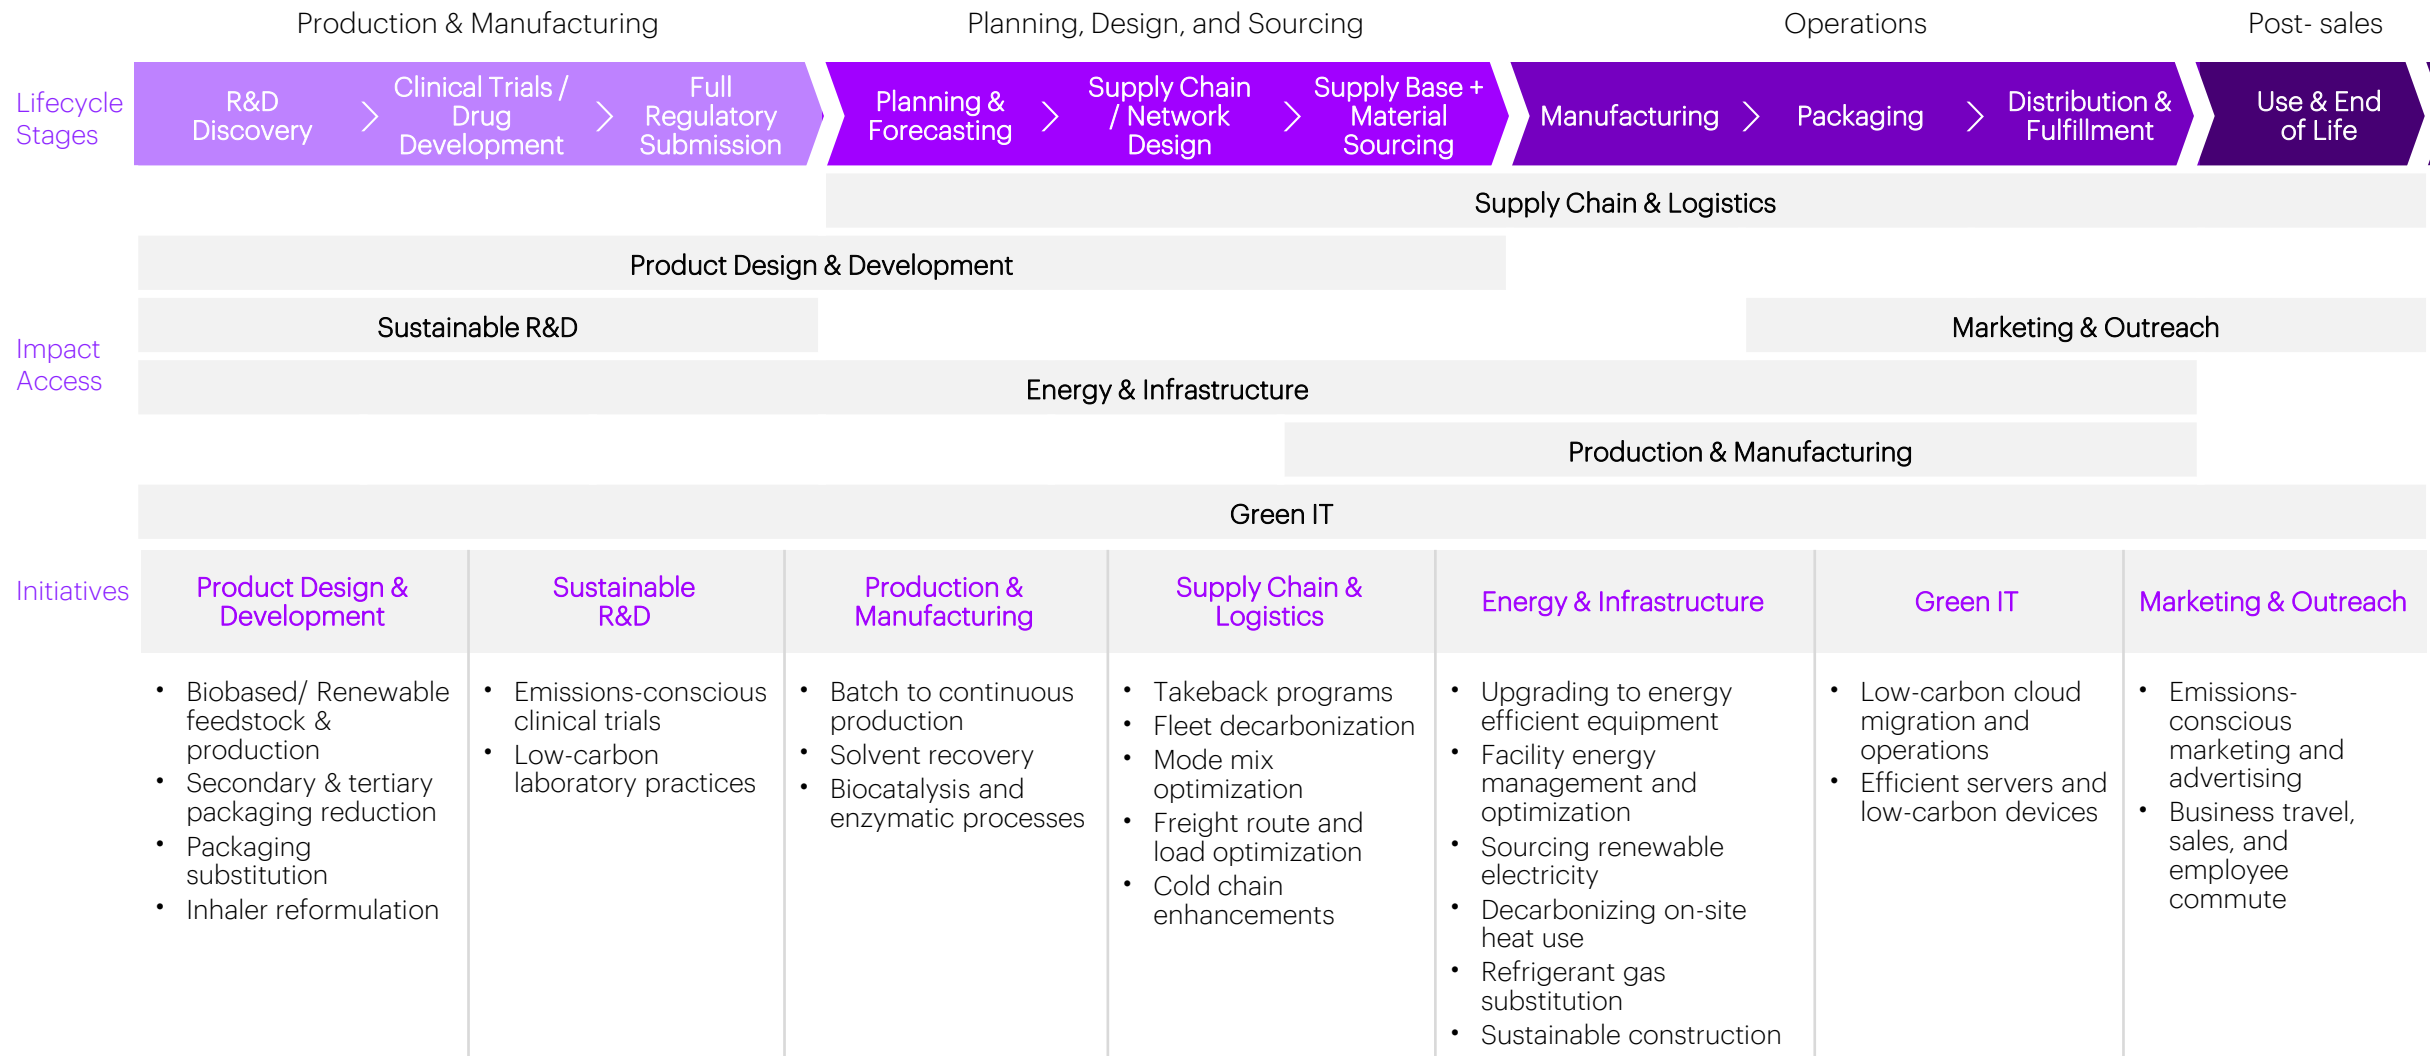 Production & Manufacturing
Planning, Design, and Sourcing
Operations
Post- sales
Lifecycle
Stages
R&D
Discovery
Clinical Trials /
Drug
Development
Full
Regulatory
Submission
Planning &
Forecasting
Supply Chain
/ Network
Design
Supply Base +
Material
Sourcing
Manufacturing
Packaging
Distribution &
Fulfillment
Use & End
of Life
Supply Chain & Logistics
Product Design & Development
Impact
Access
Sustainable R&D
Marketing & Outreach
Energy & Infrastructure
Production & Manufacturing
Green IT
Initiatives
Product Design &
Development
Sustainable
R&D
Production &
Manufacturing
Supply Chain &
Logistics
Energy & Infrastructure
Green IT
Marketing & Outreach
• Biobased/ Renewable
feedstock &
production
• Secondary & tertiary
packaging reduction
• Packaging
substitution
• Inhaler reformulation
• Emissions-conscious
clinical trials
• Low-carbon
laboratory practices
• Batch to continuous
production
• Solvent recovery
• Biocatalysis and
enzymatic processes
• Takeback programs
• Fleet decarbonization
• Mode mix
optimization
• Freight route and
load optimization
• Cold chain
enhancements
• Upgrading to energy
efficient equipment
• Facility energy
management and
optimization
• Sourcing renewable
electricity
• Decarbonizing on-site
heat use
• Refrigerant gas
substitution
• Sustainable construction
• Low-carbon cloud
migration and
operations
• Efficient servers and
low-carbon devices
• Emissions-
conscious
marketing and
advertising
• Business travel,
sales, and
employee
commute